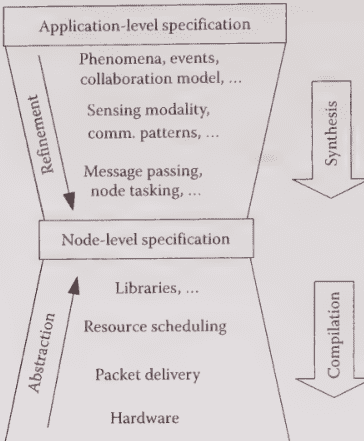 Application-level specification
Phenomena, events,
collaboration model, ...
Refinement
Sensing modality,
comm. patterns, ...
Synthesis
Message passing,
node tasking, ...
Node-level specification
Libraries, ...
Resource scheduling
Abstraction
Compilation
Packet delivery
Hardware